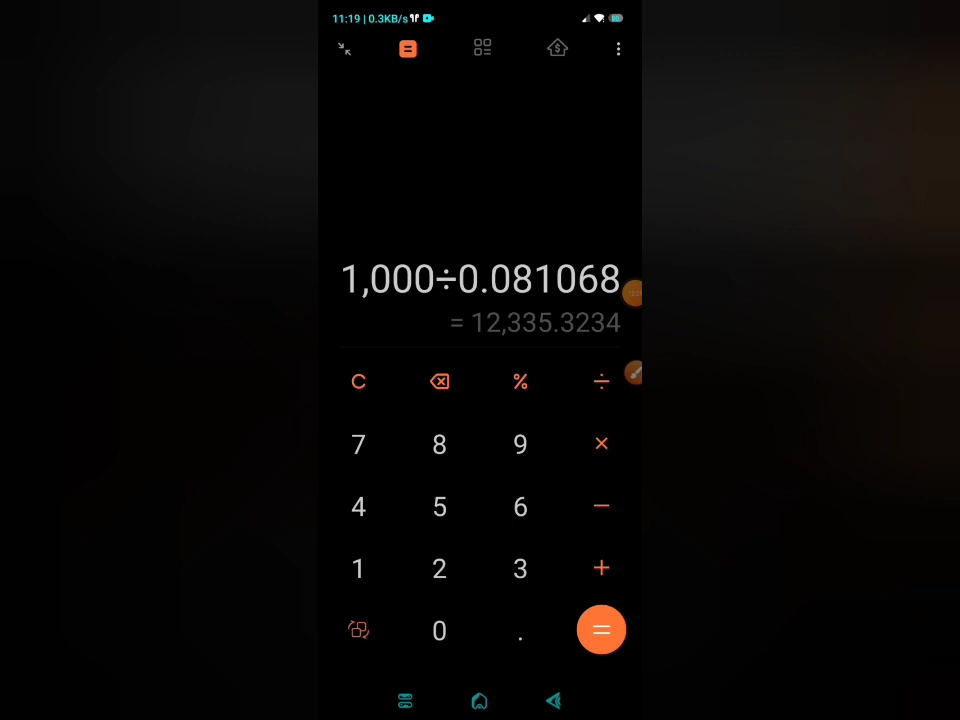 11:19 | 0.3KB/s
1,000÷0.081068
= 12,335.3234
C % ÷
7 8 9 ×
4 5 6 −
1 2 3 +
0 . =